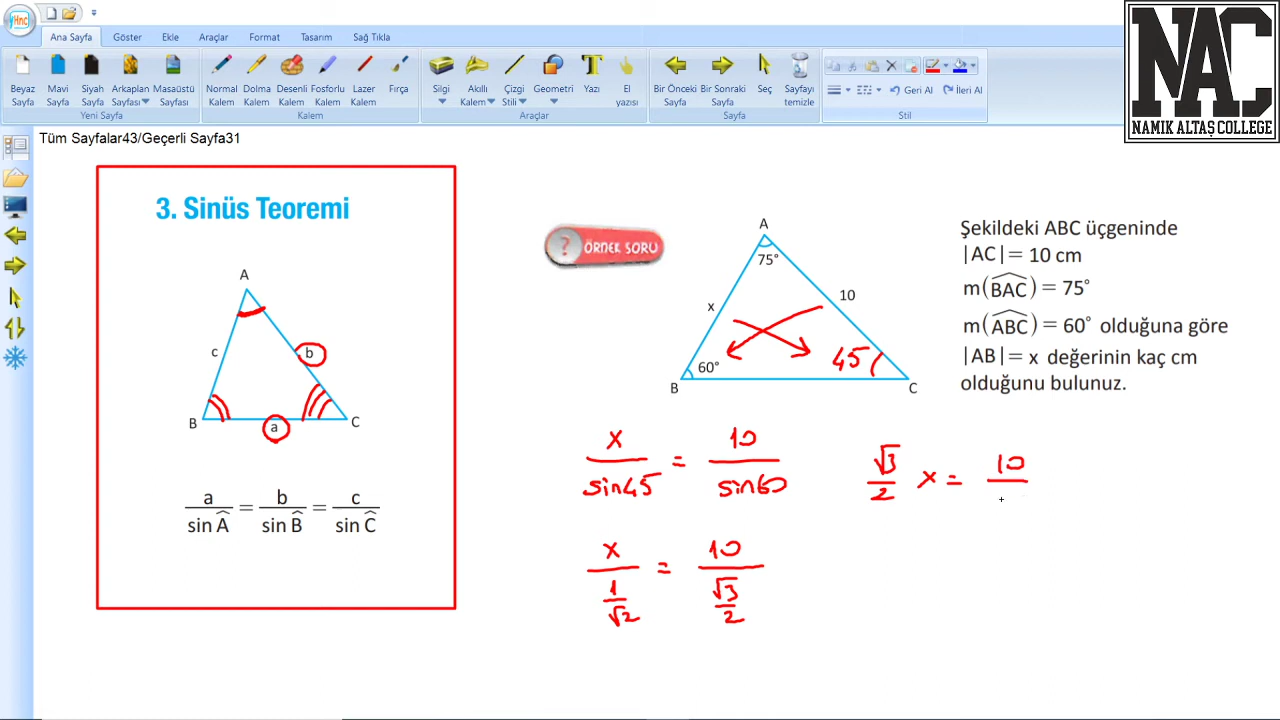 Ana Sayfa Göster Ekle Araçlar Format Tasarım Sağ Tıkla
Beyaz Sayfa Mavi Sayfa Siyah Sayfa Arkaplan Sayfası Masaüstü Sayfası
Yeni Sayfa
Normal Kalem Dolma Kalem Desenli Kalem Fosforlu Kalem Lazer Kalem Fırça
Kalem
Silgi Akıllı Kalem Çizgi Stili Geometri Yazı El yazısı
Araçlar
Bir Önceki Sayfa Bir Sonraki Sayfa Seç Sayfayı temizle
Sayfa
Geri Al İleri Al
Stil
NAC
NAMIK ALTAŞ COLLEGE
Tüm Sayfalar43/Geçerli Sayfa31
3. Sinüs Teoremi
A
c b
B a C
a/sin Â = b/sin B̂ = c/sin Ĉ
? ÖRNEK SORU
A
75°
x 10
60° 45
B C
Şekildeki ABC üçgeninde
|AC| = 10 cm
m(BAC) = 75°
m(ABC) = 60° olduğuna göre
|AB| = x değerinin kaç cm
olduğunu bulunuz.
x/sin45 = 10/sin60
√3/2 x = 10/
x/(1/√2) = 10/(√3/2)